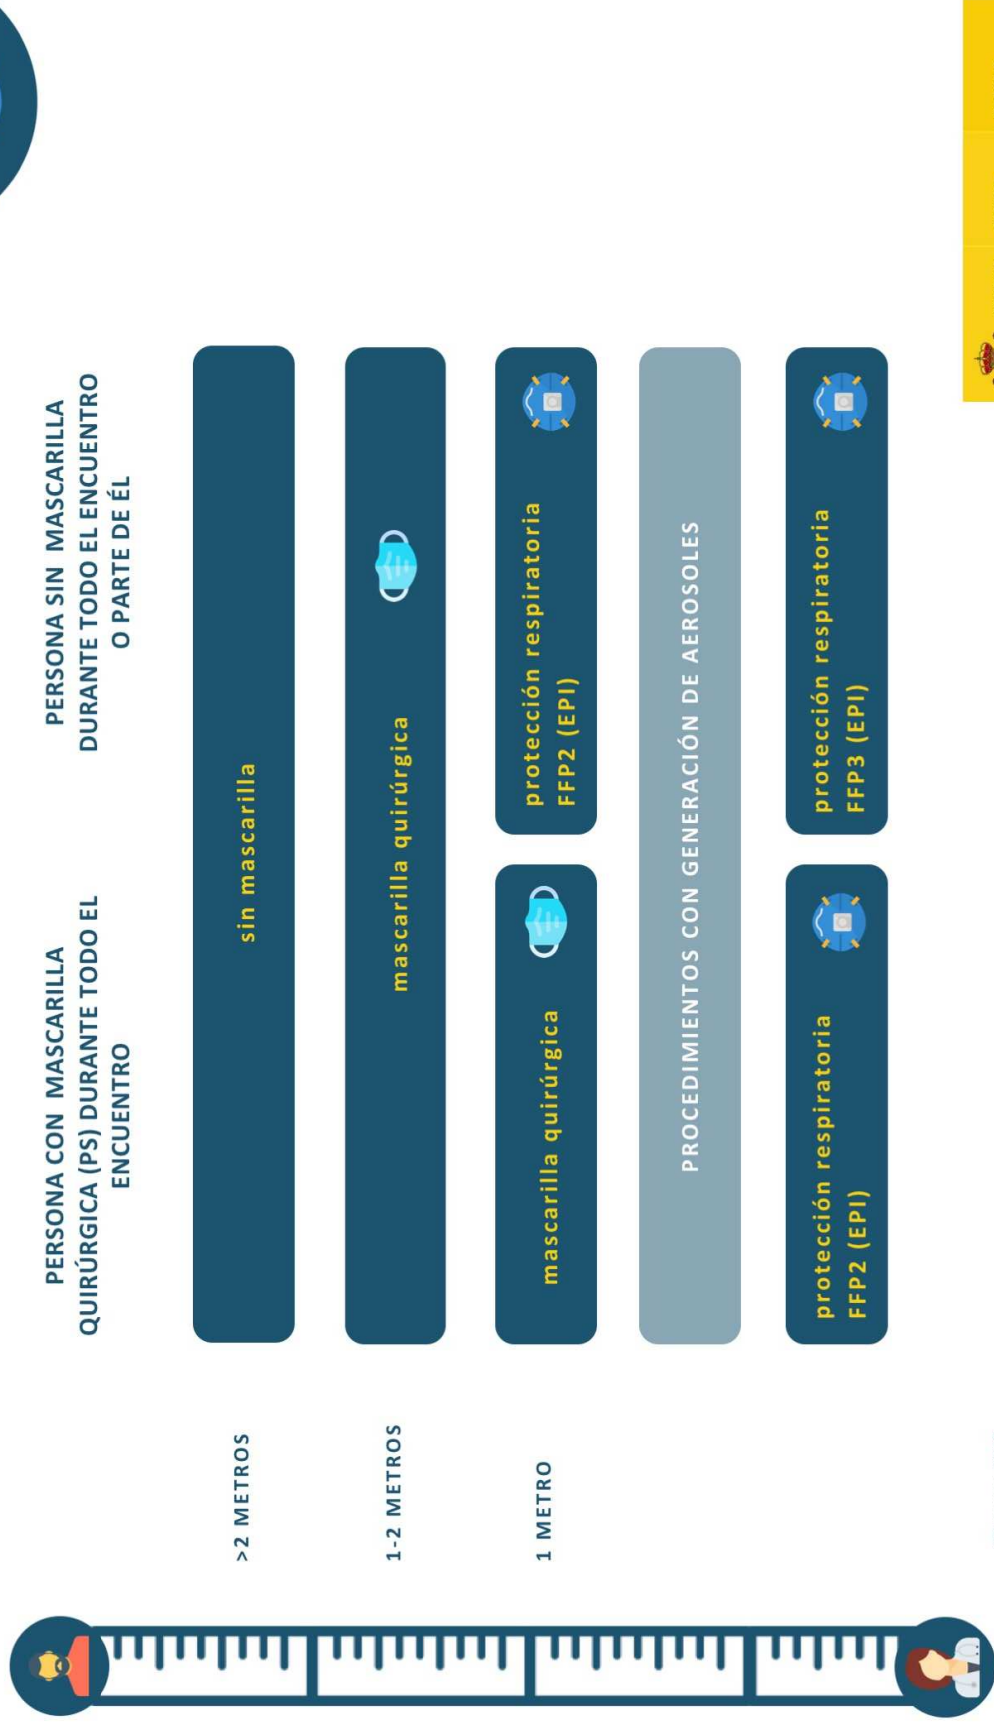 PERSONA CON MASCARILLA
QUIRÚRGICA (PS) DURANTE TODO EL
ENCUENTRO
PERSONA SIN MASCARILLA
DURANTE TODO EL ENCUENTRO
O PARTE DE ÉL
>2 METROS
sin mascarilla
1-2 METROS
mascarilla quirúrgica
1 METRO
mascarilla quirúrgica
protección respiratoria
FFP2 (EPI)
PROCEDIMIENTOS CON GENERACIÓN DE AEROSOLES
protección respiratoria
FFP2 (EPI)
protección respiratoria
FFP3 (EPI)